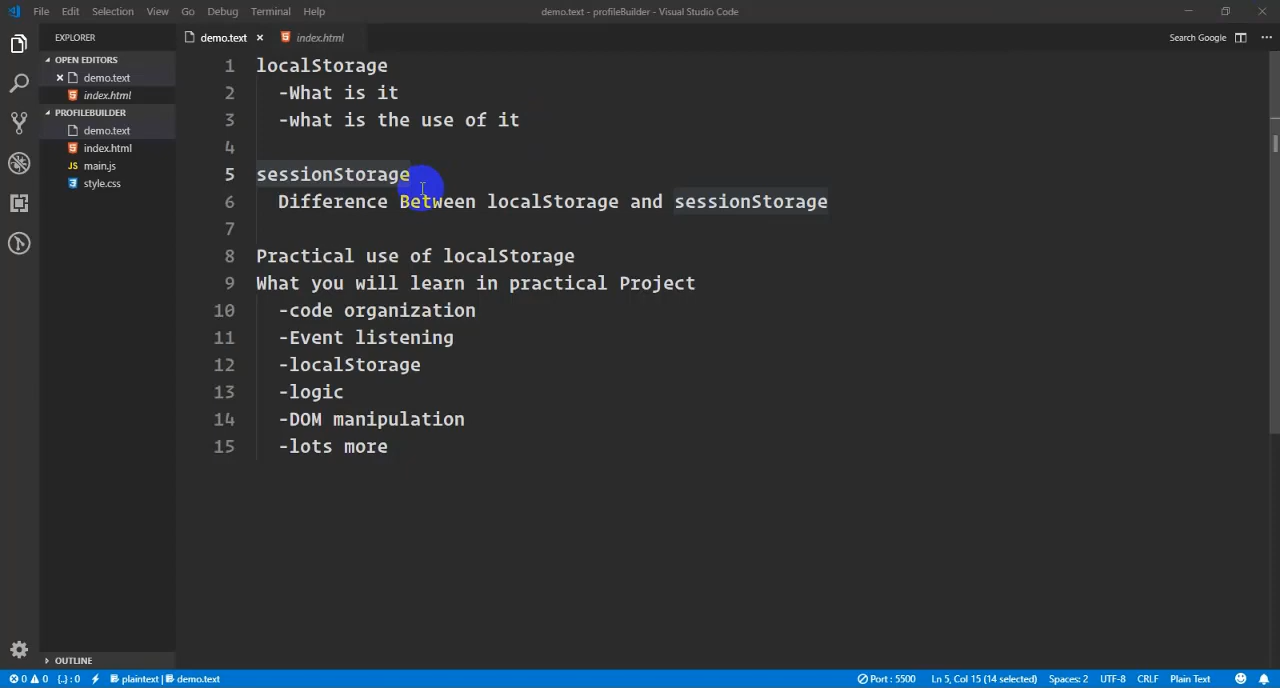 File Edit Selection View Go Debug Terminal Help
demo.text - profileBuilder - Visual Studio Code
EXPLORER
OPEN EDITORS
demo.text
index.html
PROFILEBUILDER
demo.text
index.html
JS main.js
style.css
OUTLINE
demo.text
index.html
Search Google
1 localStorage
2 -What is it
3 -what is the use of it
4
5 sessionStorage
6 Difference Between localStorage and sessionStorage
7
8 Practical use of localStorage
9 What you will learn in practical Project
10 -code organization
11 -Event listening
12 -localStorage
13 -logic
14 -DOM manipulation
15 -lots more
0 0 {..} : 0 plaintext | demo.text Port : 5500 Ln 5, Col 15 (14 selected) Spaces: 2 UTF-8 CRLF Plain Text